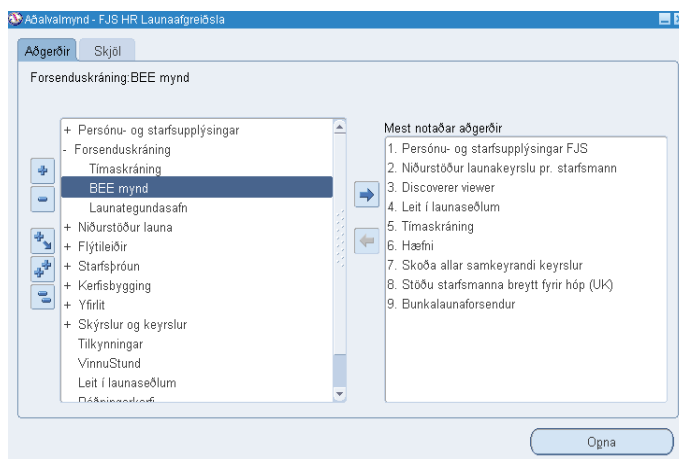 Aðalvalmynd - FJS HR Launaafgreiðsla
Aðgerðir
Skjöl
Forsenduskráning:BEE mynd
+ Persónu- og starfsupplýsingar
- Forsenduskráning
Tímaskráning
BEE mynd
Launategundasafn
+ Niðurstöður launa
+ Flýtileiðir
+ Starfsþróun
+ Kerfisbygging
+ Yfirlit
+ Skýrslur og keyrslur
Tilkynningar
VinnuStund
Leit í launaseðlum
Mest notaðar aðgerðir
1. Persónu- og starfsupplýsingar FJS
2. Niðurstöður launakeyrslu pr. starfsmann
3. Discoverer viewer
4. Leit í launaseðlum
5. Tímaskráning
6. Hæfni
7. Skoða allar samkeyrandi keyrslur
8. Stöðu starfsmanna breytt fyrir hóp (UK)
9. Bunkalaunaforsendur
Opna